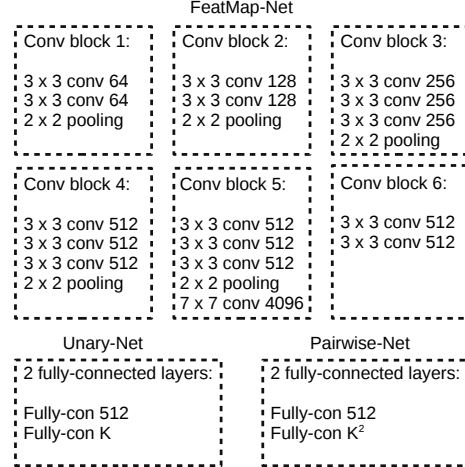 FeatMap-Net
Conv block 1:
3 x 3 conv 64
3 x 3 conv 64
2 x 2 pooling
Conv block 2:
3 x 3 conv 128
3 x 3 conv 128
2 x 2 pooling
Conv block 3:
3 x 3 conv 256
3 x 3 conv 256
3 x 3 conv 256
2 x 2 pooling
Conv block 4:
3 x 3 conv 512
3 x 3 conv 512
3 x 3 conv 512
2 x 2 pooling
Conv block 5:
3 x 3 conv 512
3 x 3 conv 512
3 x 3 conv 512
2 x 2 pooling
7 x 7 conv 4096
Conv block 6:
3 x 3 conv 512
3 x 3 conv 512
Unary-Net
2 fully-connected layers:
Fully-con 512
Fully-con K
Pairwise-Net
2 fully-connected layers:
Fully-con 512
Fully-con K²